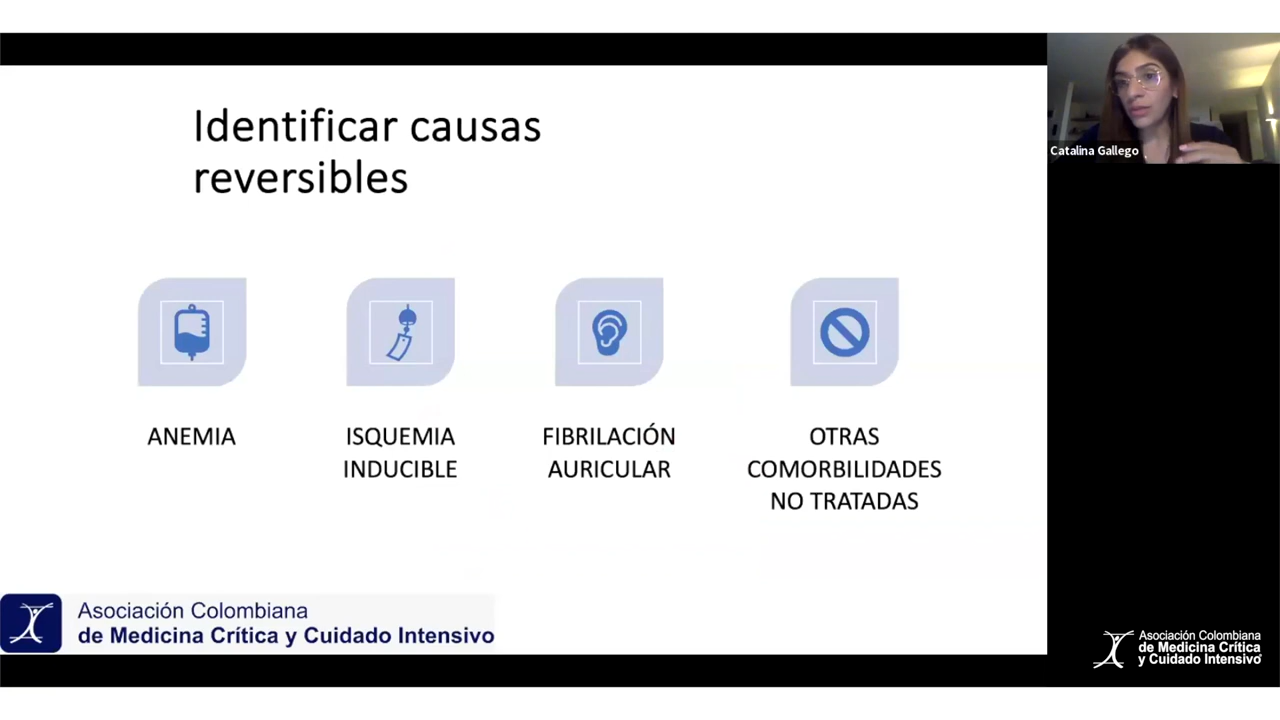 Identificar causas
reversibles
ANEMIA
ISQUEMIA
INDUCIBLE
FIBRILACIÓN
AURICULAR
OTRAS
COMORBILIDADES
NO TRATADAS
Asociación Colombiana
de Medicina Crítica y Cuidado Intensivo
Catalina Gallego
Asociación Colombiana
de Medicina Crítica
y Cuidado Intensivo